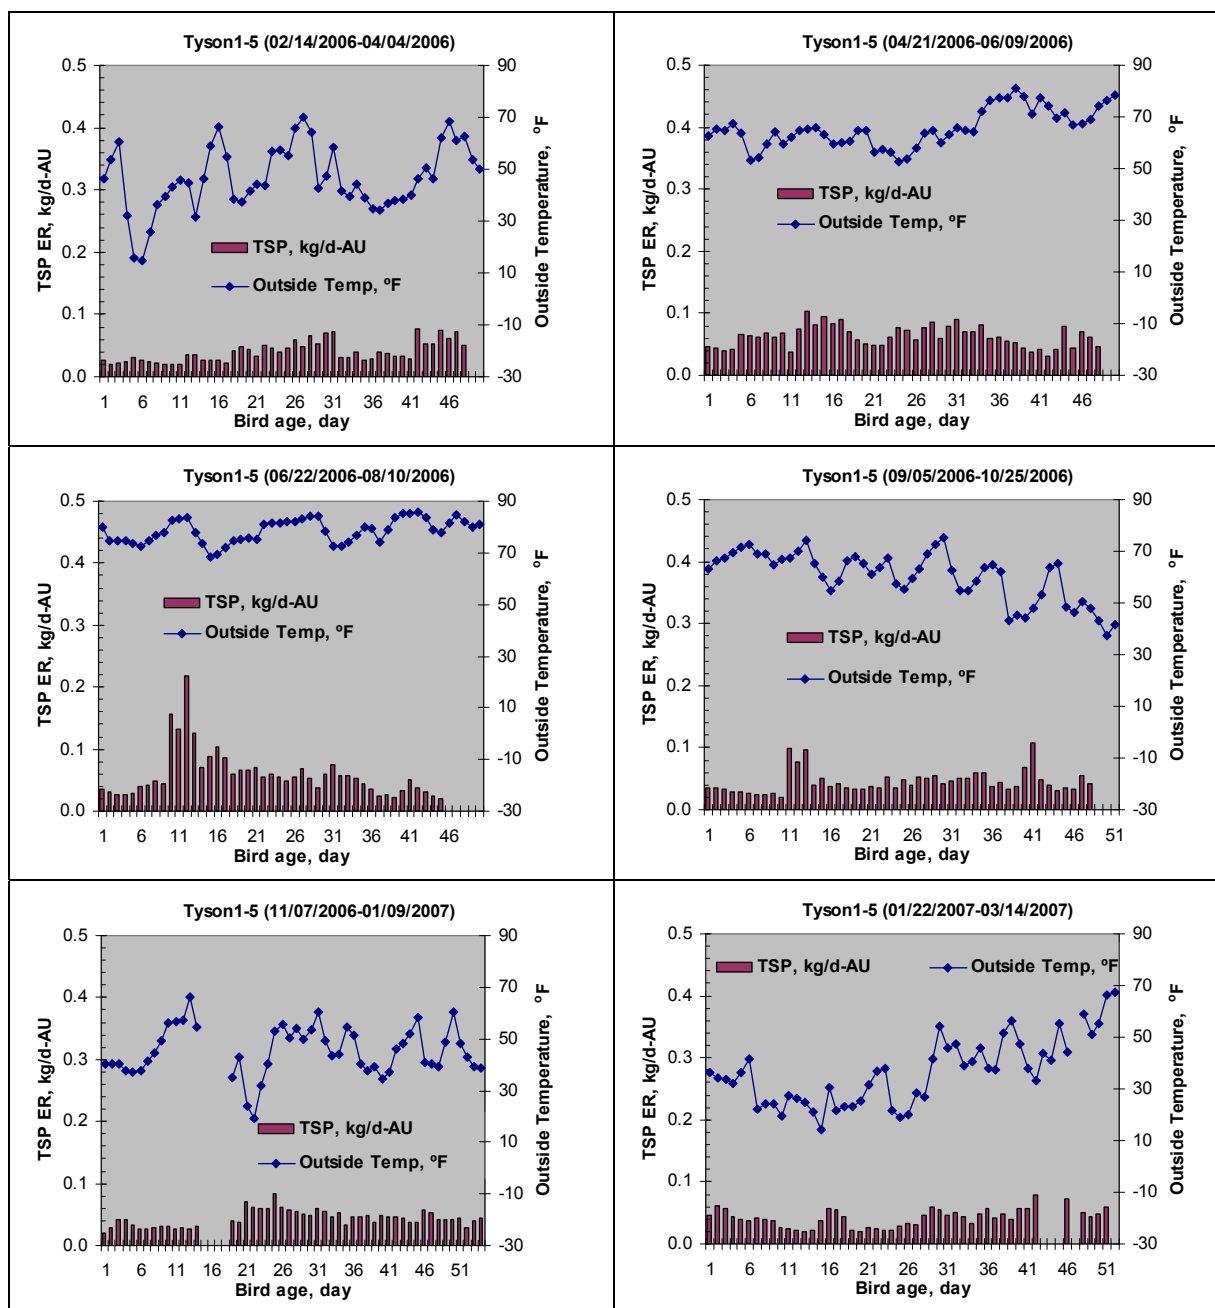 Tyson1-5 (02/14/2006-04/04/2006)
0.5
0.4
0.3
0.2
0.1
0.0
TSP ER, kg/d-AU
90
70
50
30
10
-10
-30
Outside Temperature, ºF
TSP, kg/d-AU
Outside Temp, ºF
1 6 11 16 21 26 31 36 41 46
Bird age, day
Tyson1-5 (04/21/2006-06/09/2006)
0.5
0.4
0.3
0.2
0.1
0.0
TSP ER, kg/d-AU
90
70
50
30
10
-10
-30
Outside Temperature, ºF
TSP, kg/d-AU
Outside Temp, ºF
1 6 11 16 21 26 31 36 41 46
Bird age, day
Tyson1-5 (06/22/2006-08/10/2006)
0.5
0.4
0.3
0.2
0.1
0.0
TSP ER, kg/d-AU
90
70
50
30
10
-10
-30
Outside Temperature, ºF
TSP, kg/d-AU
Outside Temp, ºF
1 6 11 16 21 26 31 36 41 46
Bird age, day
Tyson1-5 (09/05/2006-10/25/2006)
0.5
0.4
0.3
0.2
0.1
0.0
TSP ER, kg/d-AU
90
70
50
30
10
-10
-30
Outside Temperature, ºF
TSP, kg/d-AU
Outside Temp, ºF
1 6 11 16 21 26 31 36 41 46 51
Bird age, day
Tyson1-5 (11/07/2006-01/09/2007)
0.5
0.4
0.3
0.2
0.1
0.0
TSP ER, kg/d-AU
90
70
50
30
10
-10
-30
Outside Temperature, ºF
TSP, kg/d-AU
Outside Temp, ºF
1 6 11 16 21 26 31 36 41 46 51
Bird age, day
Tyson1-5 (01/22/2007-03/14/2007)
0.5
0.4
0.3
0.2
0.1
0.0
TSP ER, kg/d-AU
90
70
50
30
10
-10
-30
Outside Temperature, ºF
TSP, kg/d-AU Outside Temp, ºF
1 6 11 16 21 26 31 36 41 46 51
Bird age, day